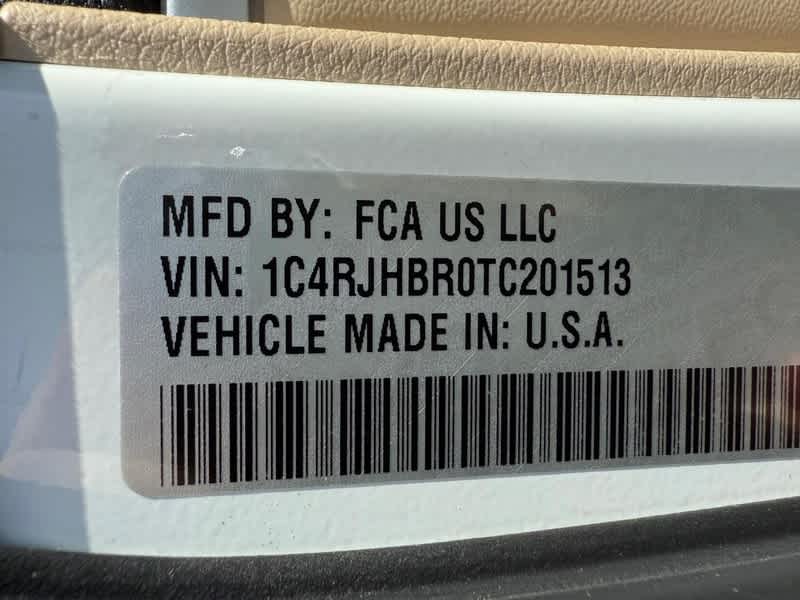 MFD BY: FCA US LLC
VIN: 1C4RJHBR0TC201513
VEHICLE MADE IN: U.S.A.